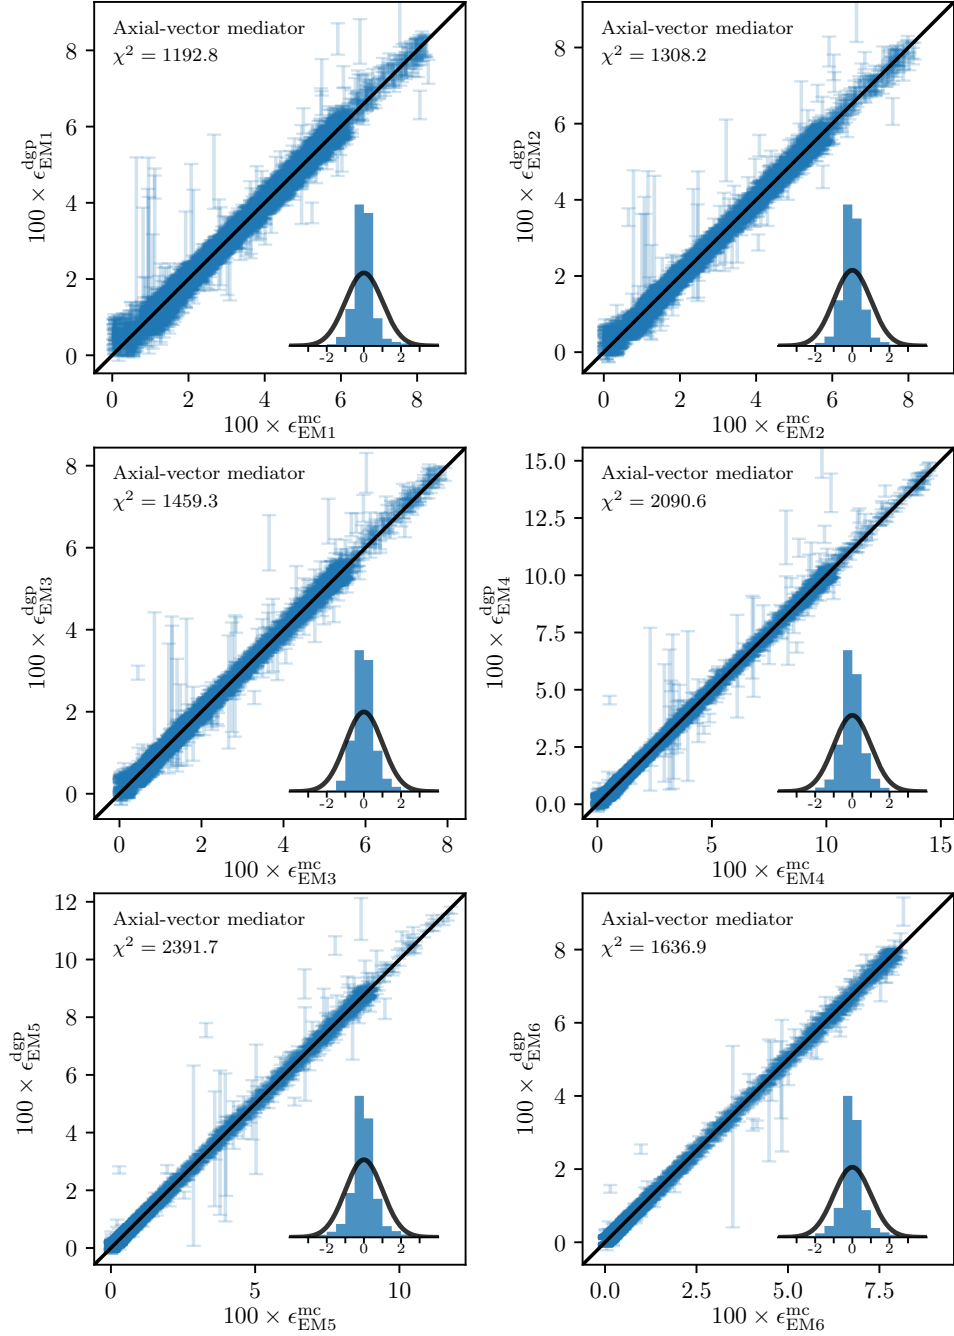 Axial-vector mediator
χ² = 1192.8
100 × ϵ^dgp_EM1
8
6
4
2
0
-2 0 2
0 2 4 6 8
100 × ϵ^mc_EM1
Axial-vector mediator
χ² = 1308.2
100 × ϵ^dgp_EM2
8
6
4
2
0
-2 0 2
0 2 4 6 8
100 × ϵ^mc_EM2
Axial-vector mediator
χ² = 1459.3
100 × ϵ^dgp_EM3
8
6
4
2
0
-2 0 2
0 2 4 6 8
100 × ϵ^mc_EM3
Axial-vector mediator
χ² = 2090.6
100 × ϵ^dgp_EM4
15.0
12.5
10.0
7.5
5.0
2.5
0.0
-2 0 2
0 5 10 15
100 × ϵ^mc_EM4
Axial-vector mediator
χ² = 2391.7
100 × ϵ^dgp_EM5
12
10
8
6
4
2
0
-2 0 2
0 5 10
100 × ϵ^mc_EM5
Axial-vector mediator
χ² = 1636.9
100 × ϵ^dgp_EM6
8
6
4
2
0
-2 0 2
0.0 2.5 5.0 7.5
100 × ϵ^mc_EM6